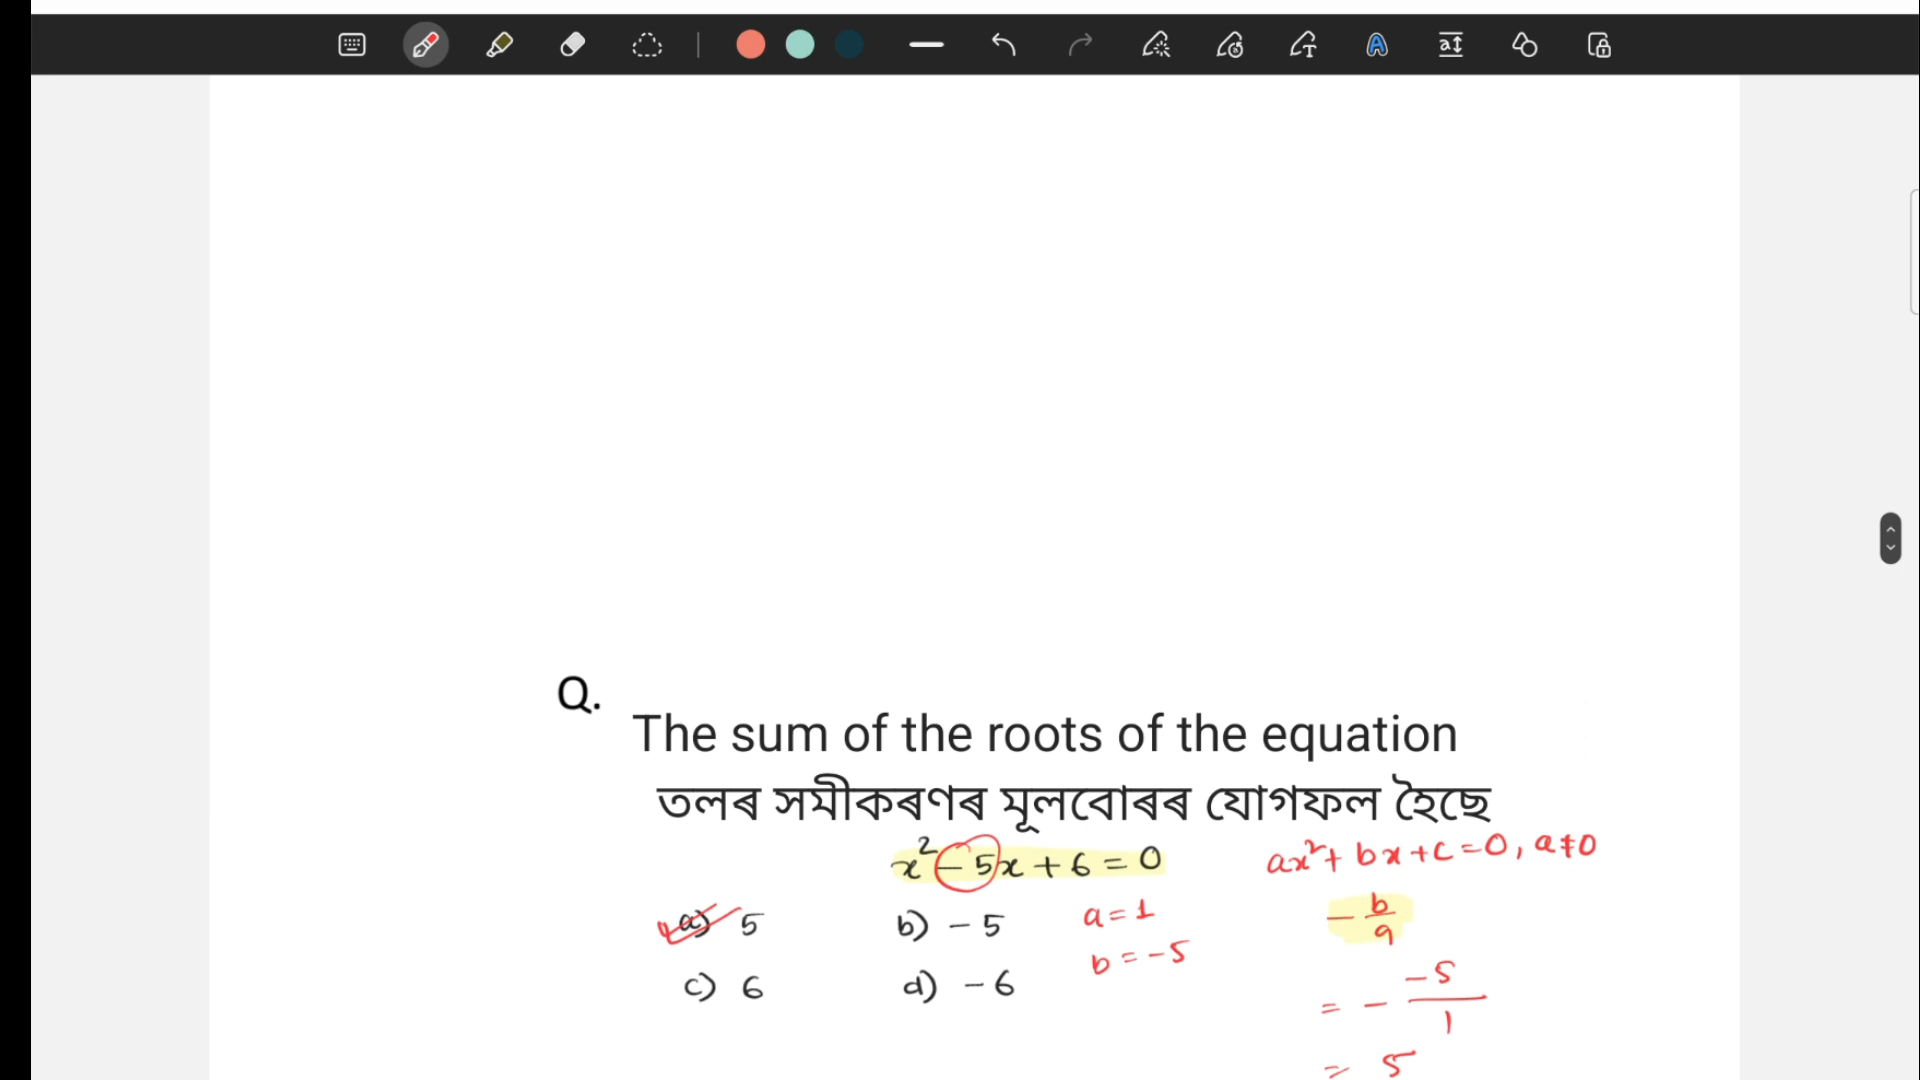 Q.
The sum of the roots of the equation
তলৰ সমীকৰণৰ মূলবোৰৰ যোগফল হৈছে
x² - 5x + 6 = 0
ax² + bx + c = 0, a ≠ 0
a) 5 b) - 5
a = 1
- b/a
b = - 5
c) 6 d) - 6
= - -5/1
= 5